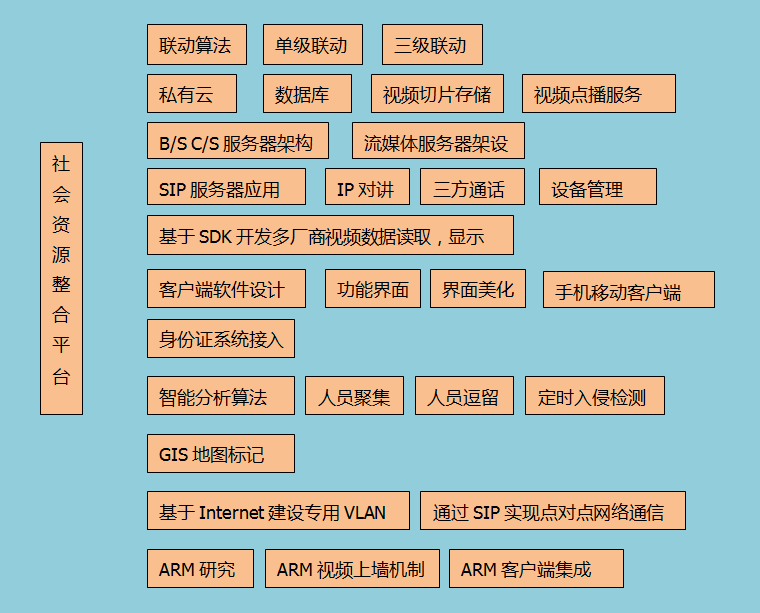 社会资源整合平台
联动算法 单级联动 三级联动
私有云 数据库 视频切片存储 视频点播服务
B/S C/S 服务器架构 流媒体服务器架设
SIP 服务器应用 IP 对讲 三方通话 设备管理
基于 SDK 开发多厂商视频数据读取，显示
客户端软件设计 功能界面 界面美化 手机移动客户端
身份证系统接入
智能分析算法 人员聚集 人员逗留 定时入侵检测
GIS 地图标记
基于 Internet 建设专用 VLAN 通过 SIP 实现点对点网络通信
ARM 研究 ARM 视频上墙机制 ARM 客户端集成